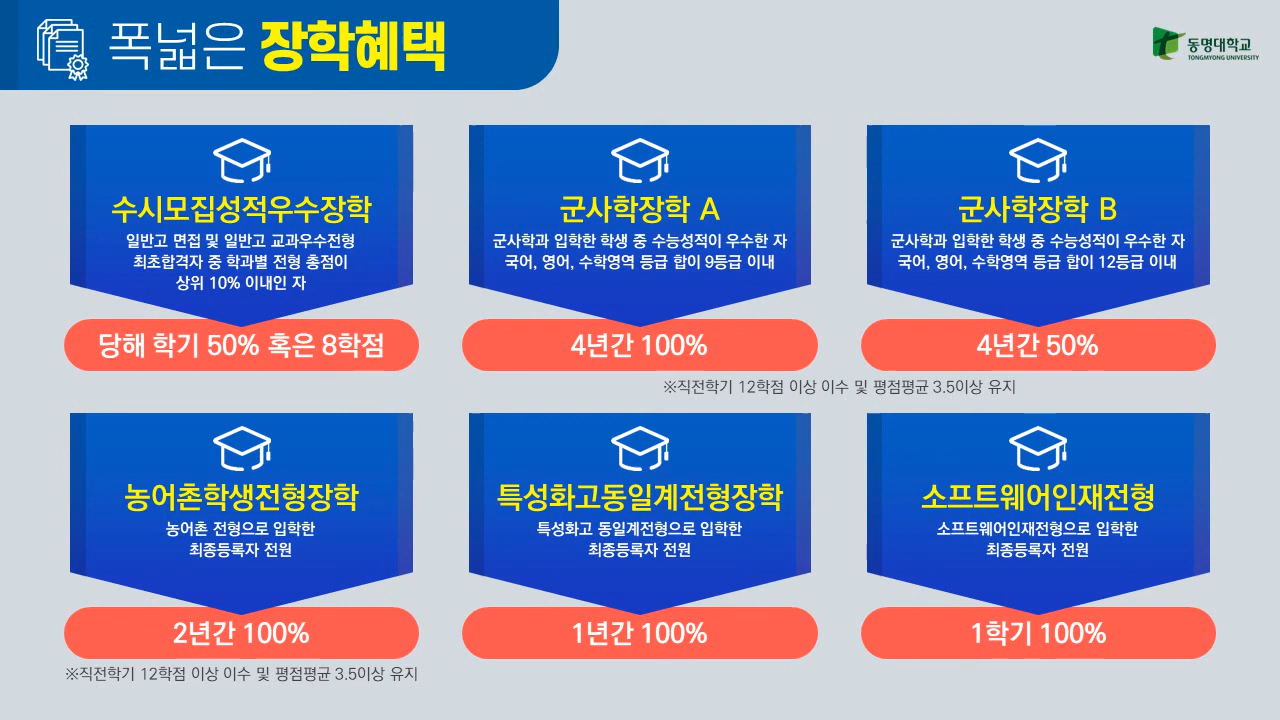 폭넓은 장학혜택
동명대학교
TONGMYONG UNIVERSITY
수시모집성적우수장학
일반고 면접 및 일반고 교과우수전형
최초합격자 중 학과별 전형 총점이
상위 10% 이내인 자
당해 학기 50% 혹은 8학점
군사학장학 A
군사학과 입학한 학생 중 수능성적이 우수한 자
국어, 영어, 수학영역 등급 합이 9등급 이내
4년간 100%
군사학장학 B
군사학과 입학한 학생 중 수능성적이 우수한 자
국어, 영어, 수학영역 등급 합이 12등급 이내
4년간 50%
※직전학기 12학점 이상 이수 및 평점평균 3.5이상 유지
농어촌학생전형장학
농어촌 전형으로 입학한
최종등록자 전원
2년간 100%
※직전학기 12학점 이상 이수 및 평점평균 3.5이상 유지
특성화고동일계전형장학
특성화고 동일계전형으로 입학한
최종등록자 전원
1년간 100%
소프트웨어인재전형
소프트웨어인재전형으로 입학한
최종등록자 전원
1학기 100%